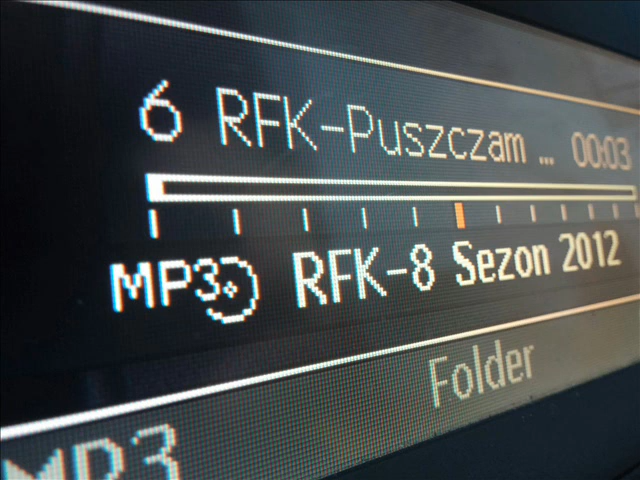 6 RFK-Puszczam ... 00:03
MP3 RFK-8 Sezon 2012
Folder
MP3